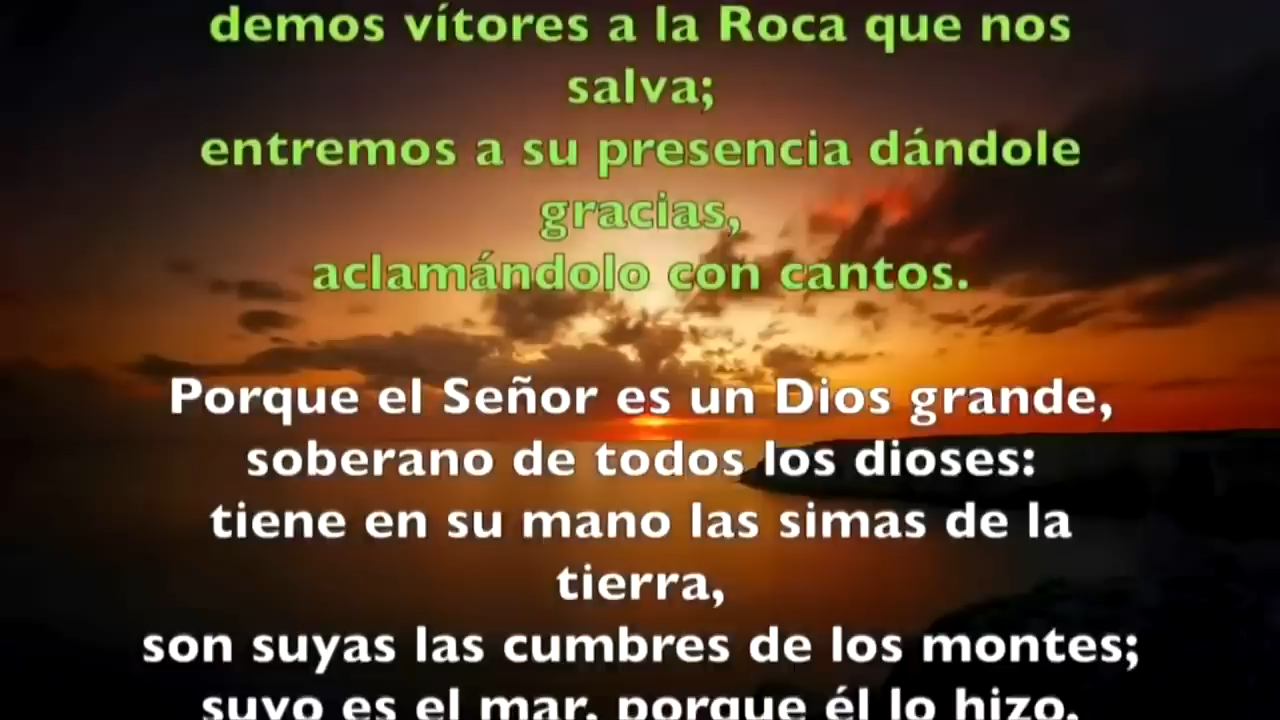 demos vítores a la Roca que nos
salva;
entremos a su presencia dándole
gracias,
aclamándolo con cantos.
Porque el Señor es un Dios grande,
soberano de todos los dioses:
tiene en su mano las simas de la
tierra,
son suyas las cumbres de los montes;
suyo es el mar, porque él lo hizo,